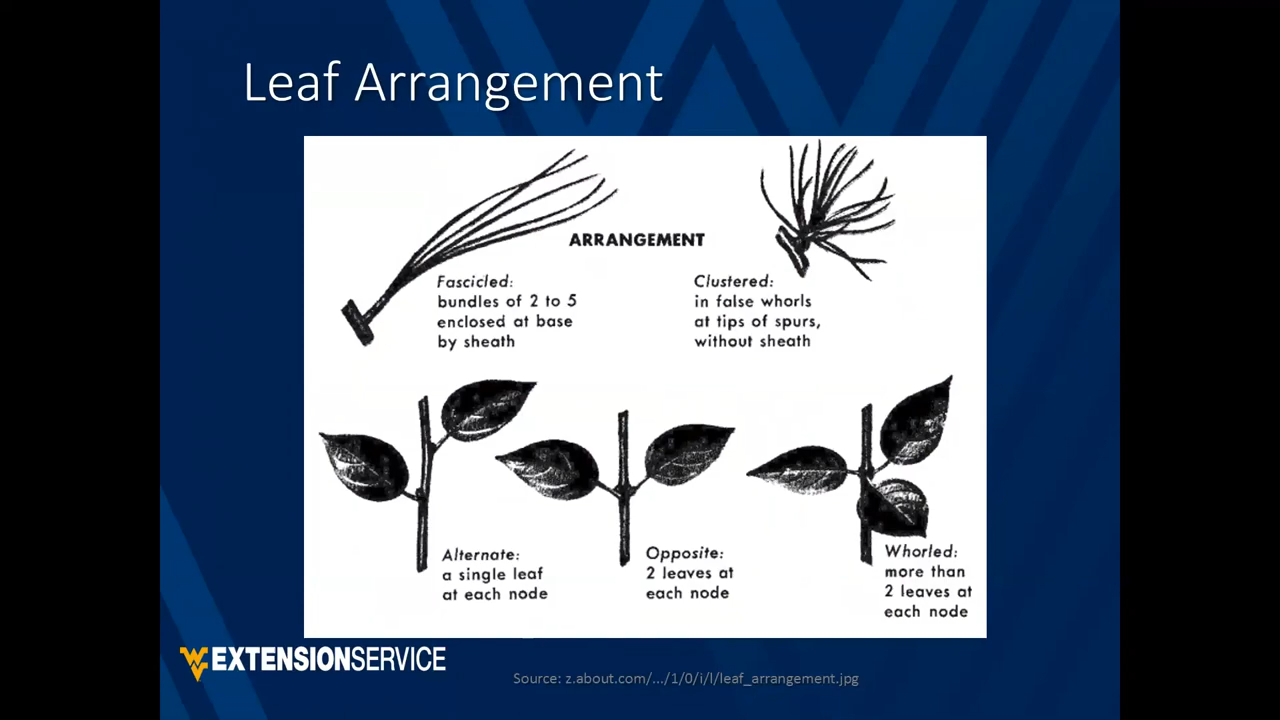 Leaf Arrangement
ARRANGEMENT
Fascicled:
bundles of 2 to 5
enclosed at base
by sheath
Clustered:
in false whorls
at tips of spurs,
without sheath
Alternate:
a single leaf
at each node
Opposite:
2 leaves at
each node
Whorled:
more than
2 leaves at
each node
WV EXTENSIONSERVICE
Source: z.about.com/.../1/0/i/l/leaf_arrangement.jpg